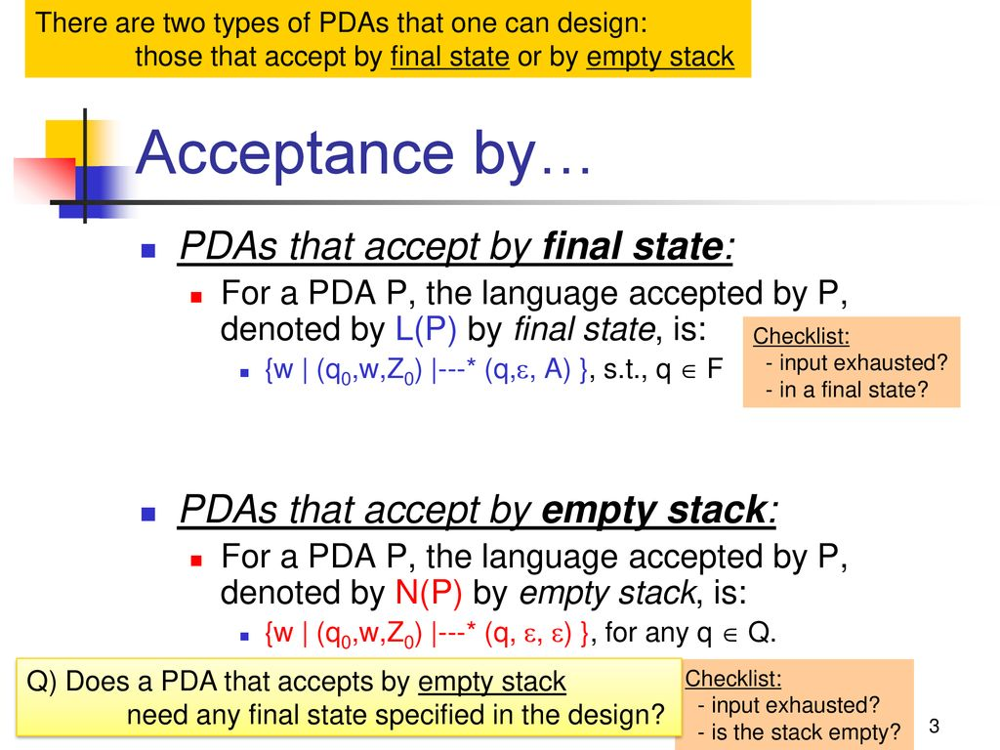 There are two types of PDAs that one can design:
those that accept by final state or by empty stack
Acceptance by…
PDAs that accept by final state:
For a PDA P, the language accepted by P,
denoted by L(P) by final state, is:
{w | (q0,w,Z0) |---* (q,ε, A) }, s.t., q ∈ F
Checklist:
- input exhausted?
- in a final state?
PDAs that accept by empty stack:
For a PDA P, the language accepted by P,
denoted by N(P) by empty stack, is:
{w | (q0,w,Z0) |---* (q, ε, ε) }, for any q ∈ Q.
Q) Does a PDA that accepts by empty stack
need any final state specified in the design?
Checklist:
- input exhausted?
- is the stack empty?
3